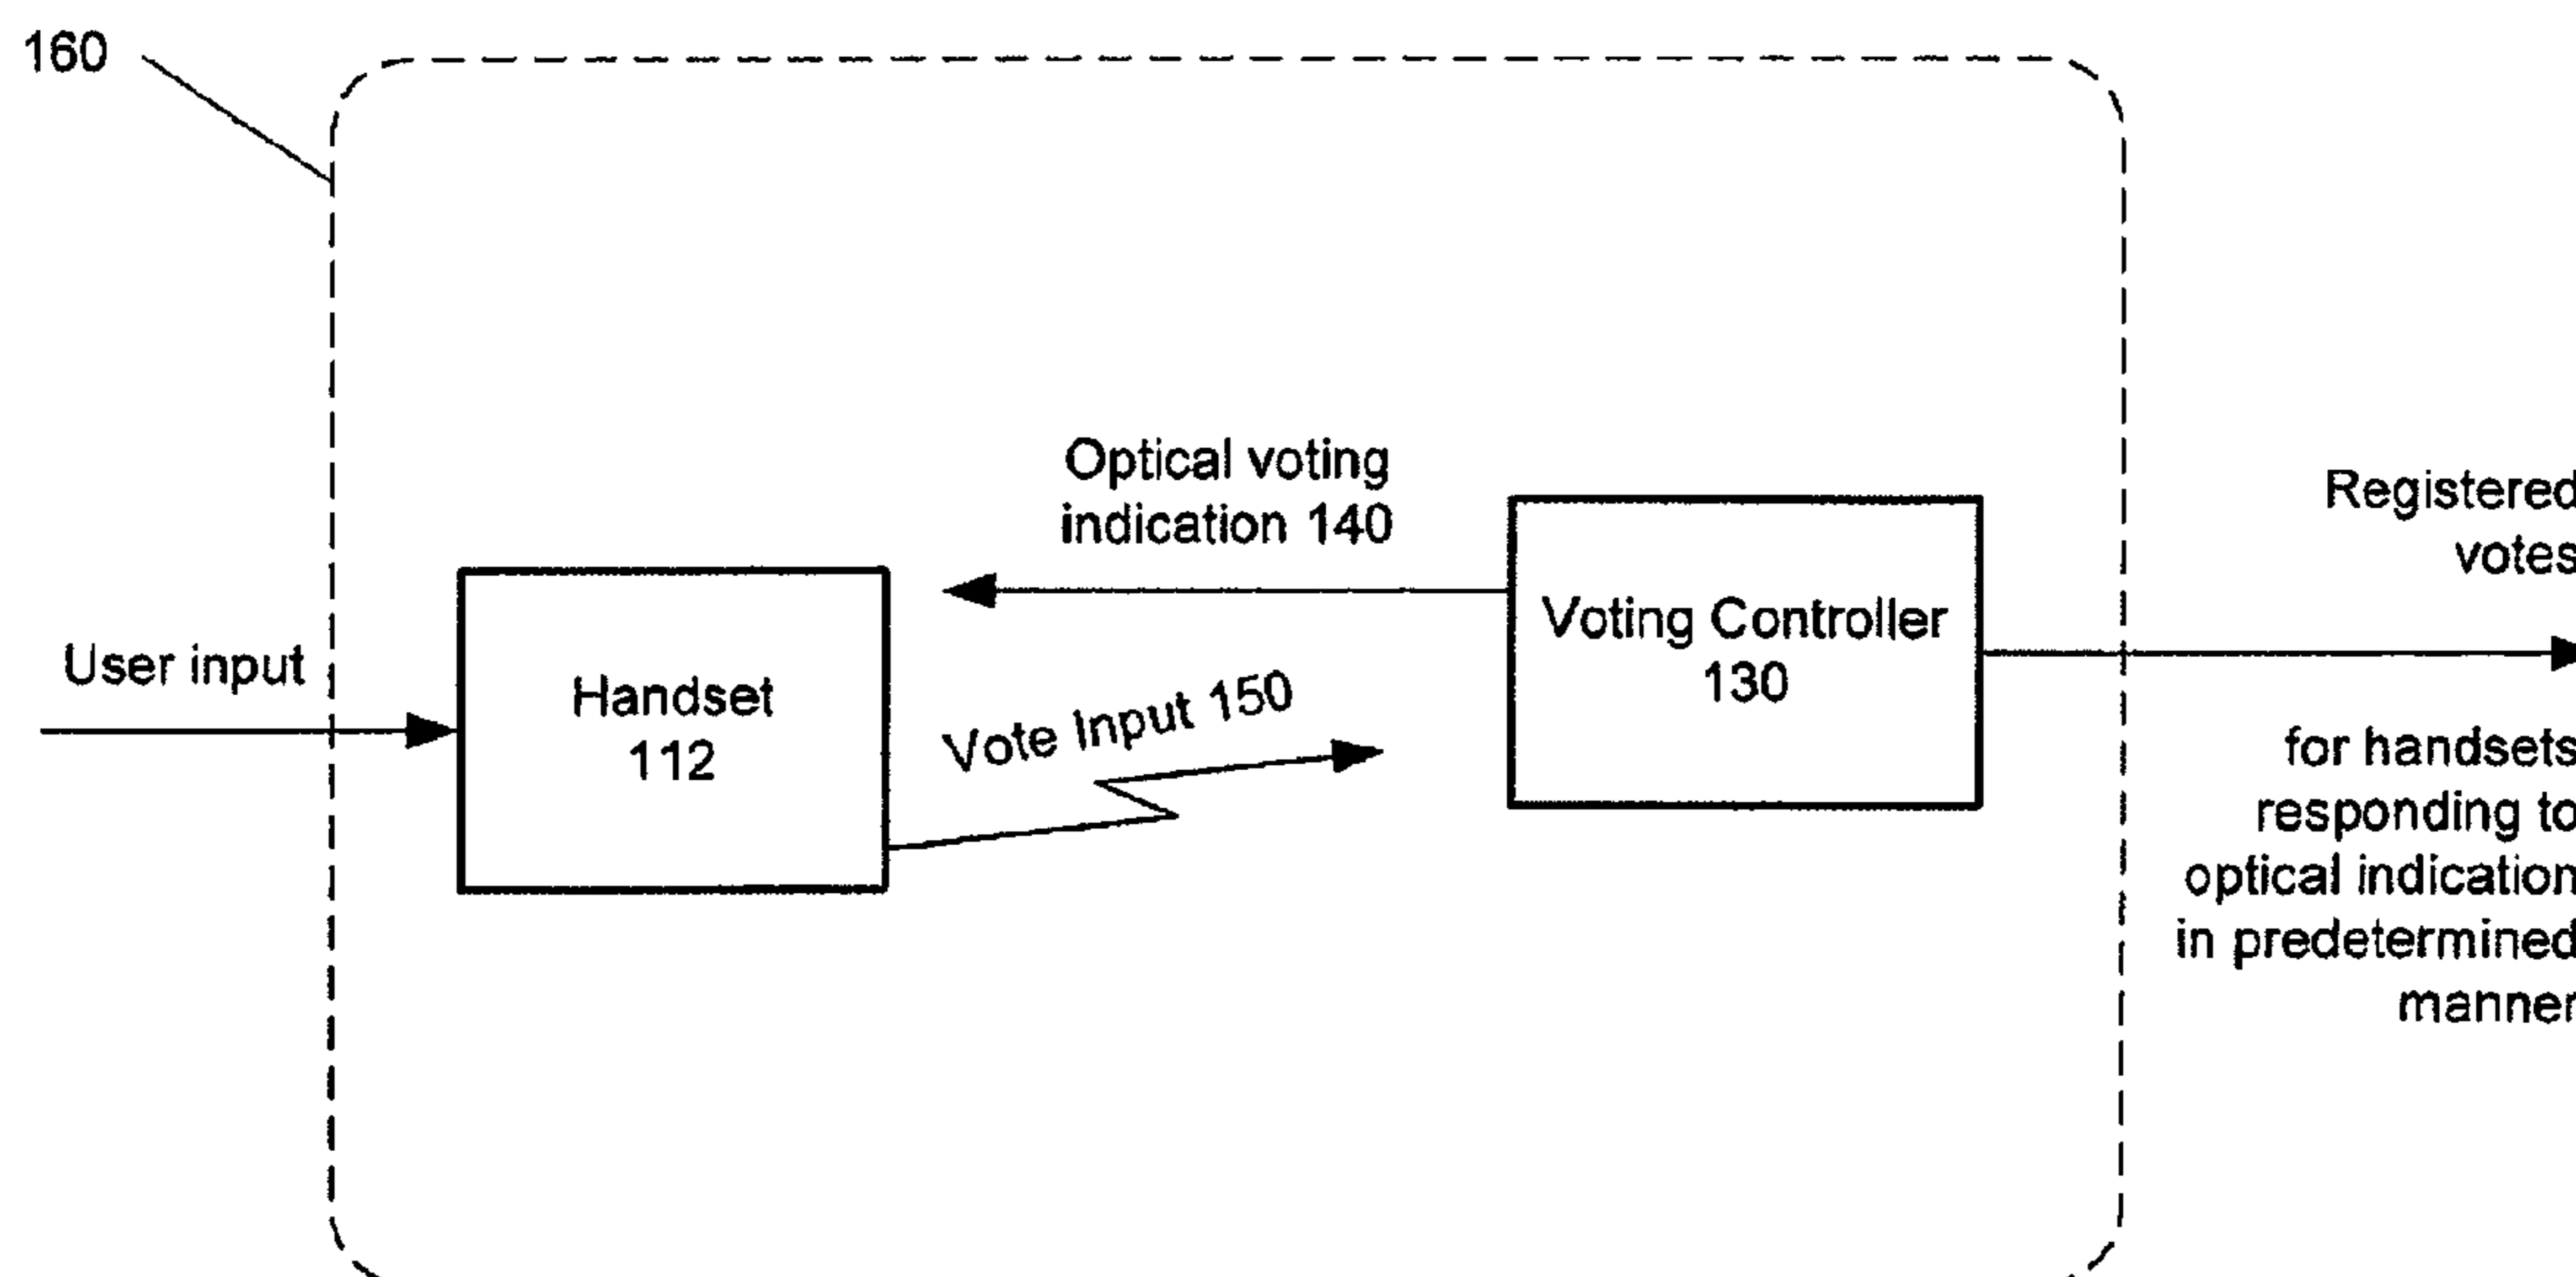 160
Optical voting
indication 140
Registered
votes
User input
Handset
112
Vote Input 150
Voting Controller
130
for handsets
responding to
optical indication
in predetermined
manner